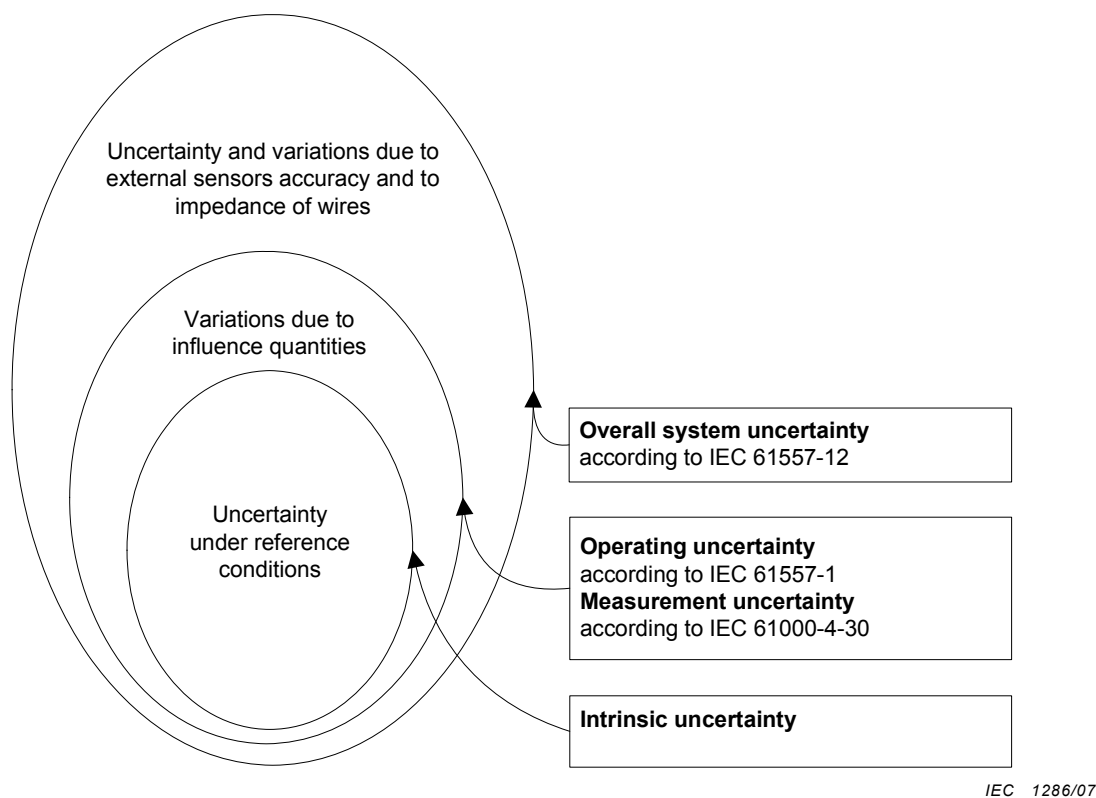 Uncertainty and variations due to
external sensors accuracy and to
impedance of wires
Variations due to
influence quantities
Uncertainty
under reference
conditions
Overall system uncertainty
according to IEC 61557-12
Operating uncertainty
according to IEC 61557-1
Measurement uncertainty
according to IEC 61000-4-30
Intrinsic uncertainty
IEC 1286/07